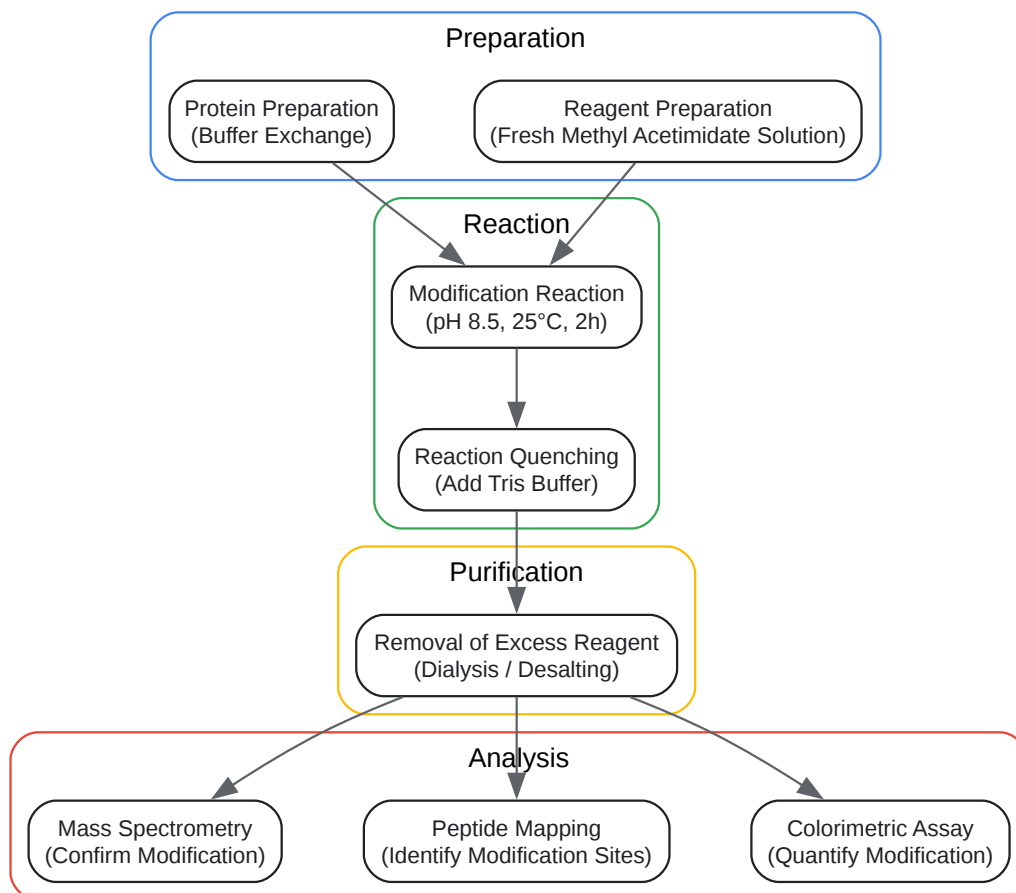 Preparation
Protein Preparation
(Buffer Exchange)
Reagent Preparation
(Fresh Methyl Acetimidate Solution)
Reaction
Modification Reaction
(pH 8.5, 25°C, 2h)
Reaction Quenching
(Add Tris Buffer)
Purification
Removal of Excess Reagent
(Dialysis / Desalting)
Analysis
Mass Spectrometry
(Confirm Modification)
Peptide Mapping
(Identify Modification Sites)
Colorimetric Assay
(Quantify Modification)